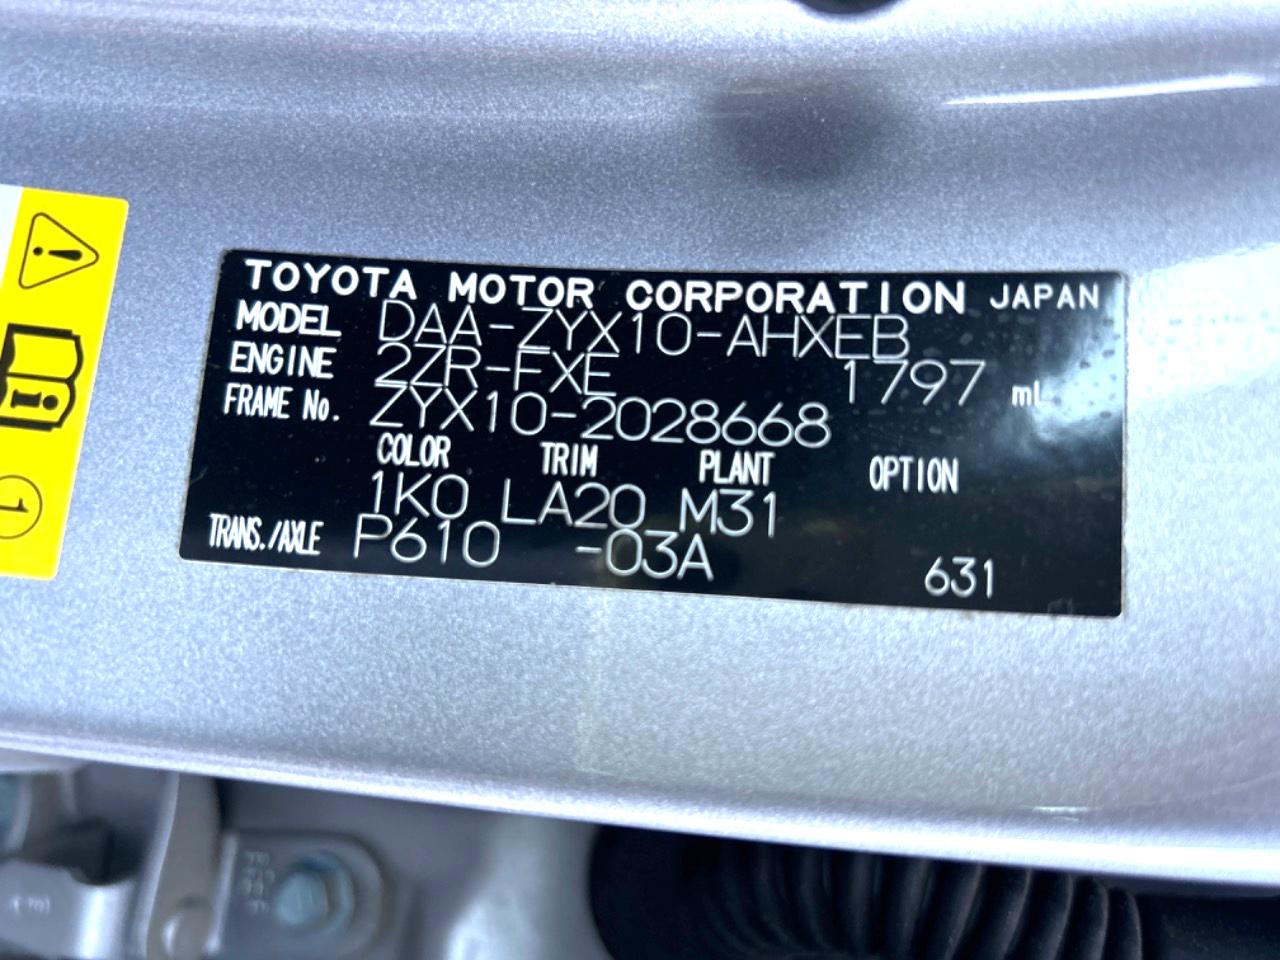 TOYOTA MOTOR CORPORATION JAPAN
MODEL DAA-ZYX10-AHXEB
ENGINE 2ZR-FXE 1797 ml
FRAME No. ZYX10-2028668
COLOR TRIM PLANT OPTION
1K0 LA20 M31
TRANS./AXLE P610 -03A 631
1